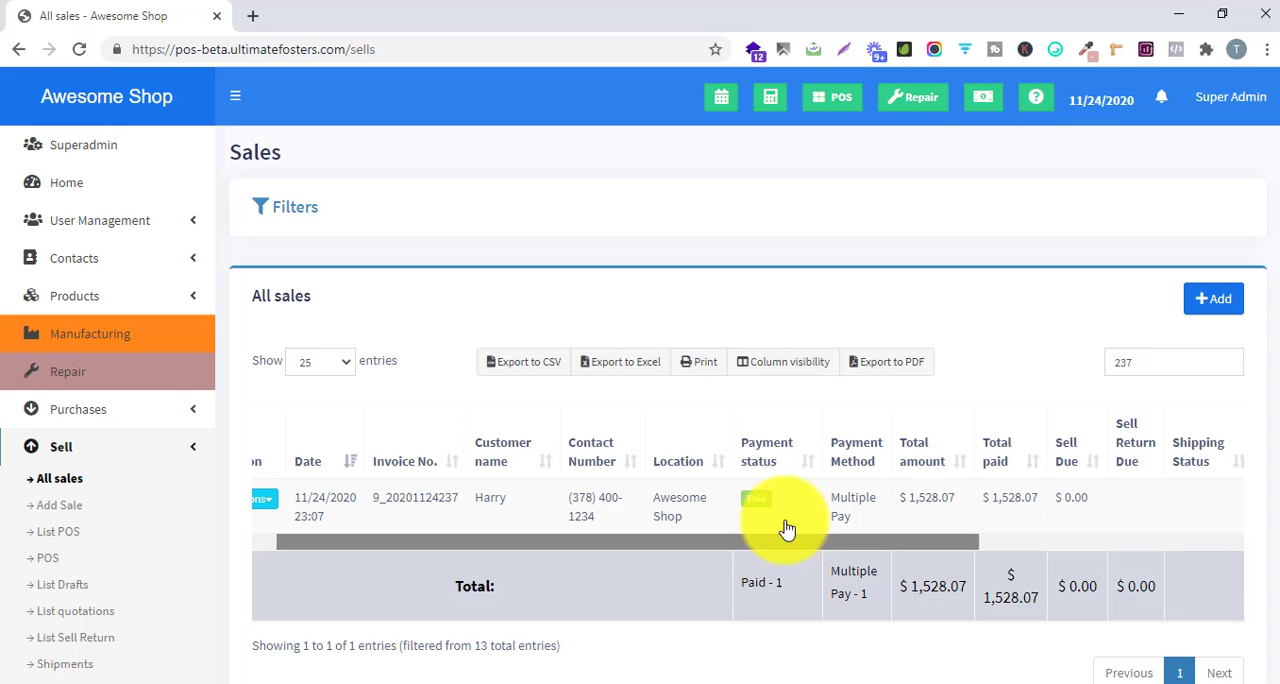 All sales - Awesome Shop
https://pos-beta.ultimatefosters.com/sells
12
9+
Awesome Shop
POS
Repair
11/24/2020
Super Admin
Superadmin
Home
User Management
Contacts
Products
Manufacturing
Repair
Purchases
Sell
All sales
Add Sale
List POS
POS
List Drafts
List quotations
List Sell Return
Shipments
Sales
Filters
All sales
+ Add
Show 25 entries
Export to CSV
Export to Excel
Print
Column visibility
Export to PDF
237
on
Date
Invoice No.
Customer name
Contact Number
Location
Payment status
Payment Method
Total amount
Total paid
Sell Due
Sell Return Due
Shipping Status
ons
11/24/2020 23:07
9_20201124237
Harry
(378) 400-1234
Awesome Shop
Paid
Multiple Pay
$ 1,528.07
$ 1,528.07
$ 0.00
Total:
Paid - 1
Multiple Pay - 1
$ 1,528.07
$ 1,528.07
$ 0.00
$ 0.00
Showing 1 to 1 of 1 entries (filtered from 13 total entries)
Previous
1
Next